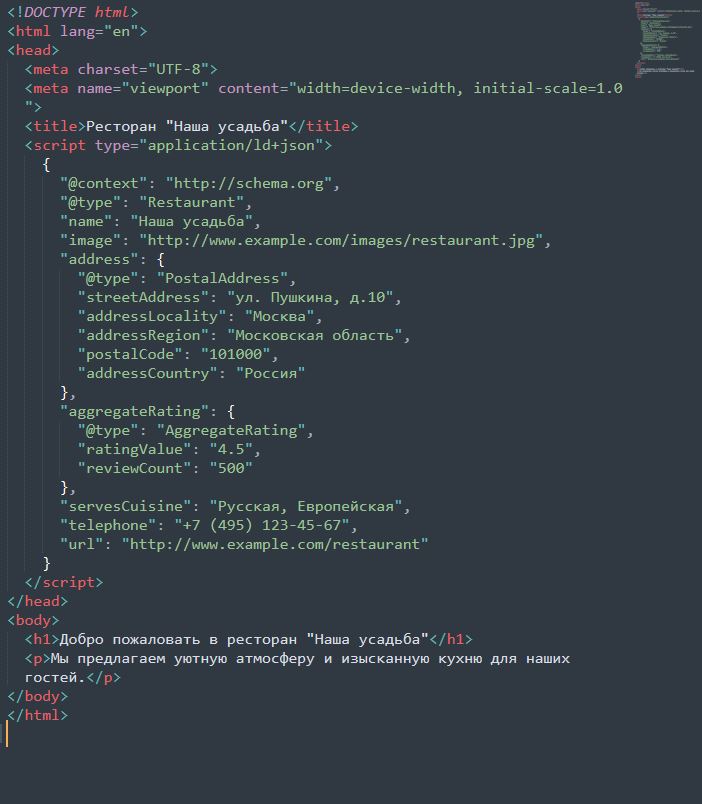 <!DOCTYPE html>
<html lang="en">
<head>
  <meta charset="UTF-8">
  <meta name="viewport" content="width=device-width, initial-scale=1.0
  ">
  <title>Ресторан "Наша усадьба"</title>
  <script type="application/ld+json">
    {
      "@context": "http://schema.org",
      "@type": "Restaurant",
      "name": "Наша усадьба",
      "image": "http://www.example.com/images/restaurant.jpg",
      "address": {
        "@type": "PostalAddress",
        "streetAddress": "ул. Пушкина, д.10",
        "addressLocality": "Москва",
        "addressRegion": "Московская область",
        "postalCode": "101000",
        "addressCountry": "Россия"
      },
      "aggregateRating": {
        "@type": "AggregateRating",
        "ratingValue": "4.5",
        "reviewCount": "500"
      },
      "servesCuisine": "Русская, Европейская",
      "telephone": "+7 (495) 123-45-67",
      "url": "http://www.example.com/restaurant"
    }
  </script>
</head>
<body>
  <h1>Добро пожаловать в ресторан "Наша усадьба"</h1>
  <p>Мы предлагаем уютную атмосферу и изысканную кухню для наших
  гостей.</p>
</body>
</html>